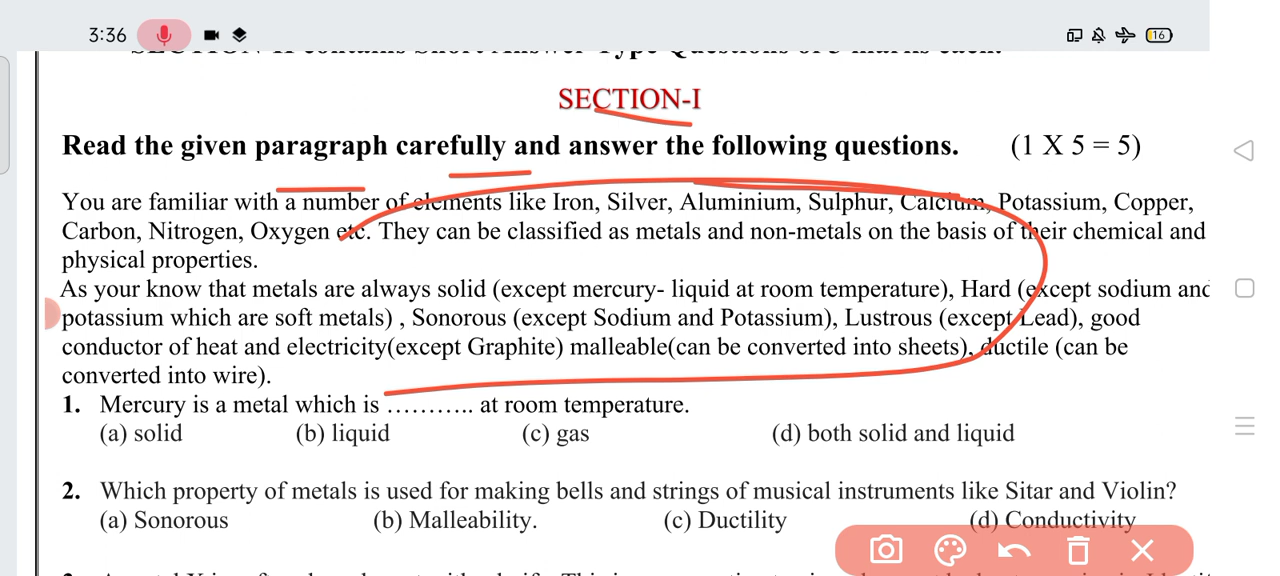 3:36
16
SECTION-I
Read the given paragraph carefully and answer the following questions. (1 X 5 = 5)
You are familiar with a number of elements like Iron, Silver, Aluminium, Sulphur, Calcium, Potassium, Copper,
Carbon, Nitrogen, Oxygen etc. They can be classified as metals and non-metals on the basis of their chemical and
physical properties.
As your know that metals are always solid (except mercury- liquid at room temperature), Hard (except sodium and
potassium which are soft metals) , Sonorous (except Sodium and Potassium), Lustrous (except Lead), good
conductor of heat and electricity(except Graphite) malleable(can be converted into sheets), ductile (can be
converted into wire).
1. Mercury is a metal which is ……….. at room temperature.
(a) solid (b) liquid (c) gas (d) both solid and liquid
2. Which property of metals is used for making bells and strings of musical instruments like Sitar and Violin?
(a) Sonorous (b) Malleability. (c) Ductility (d) Conductivity